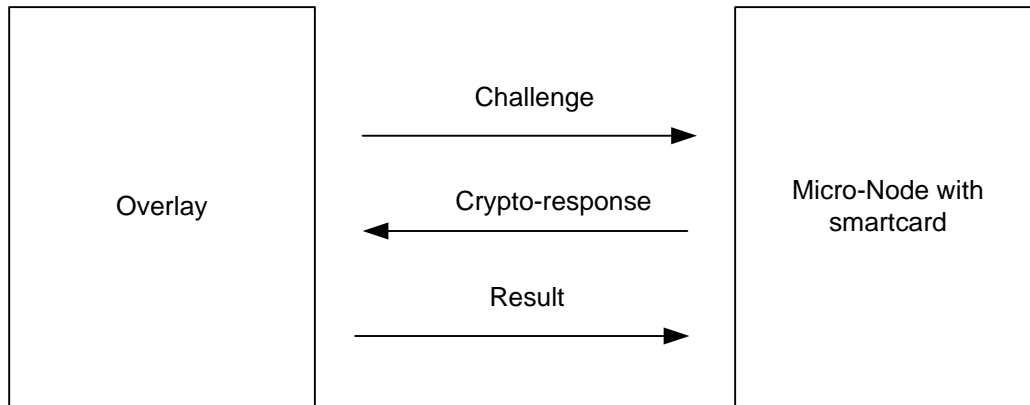 Overlay
Challenge
Crypto-response
Result
Micro-Node with
smartcard